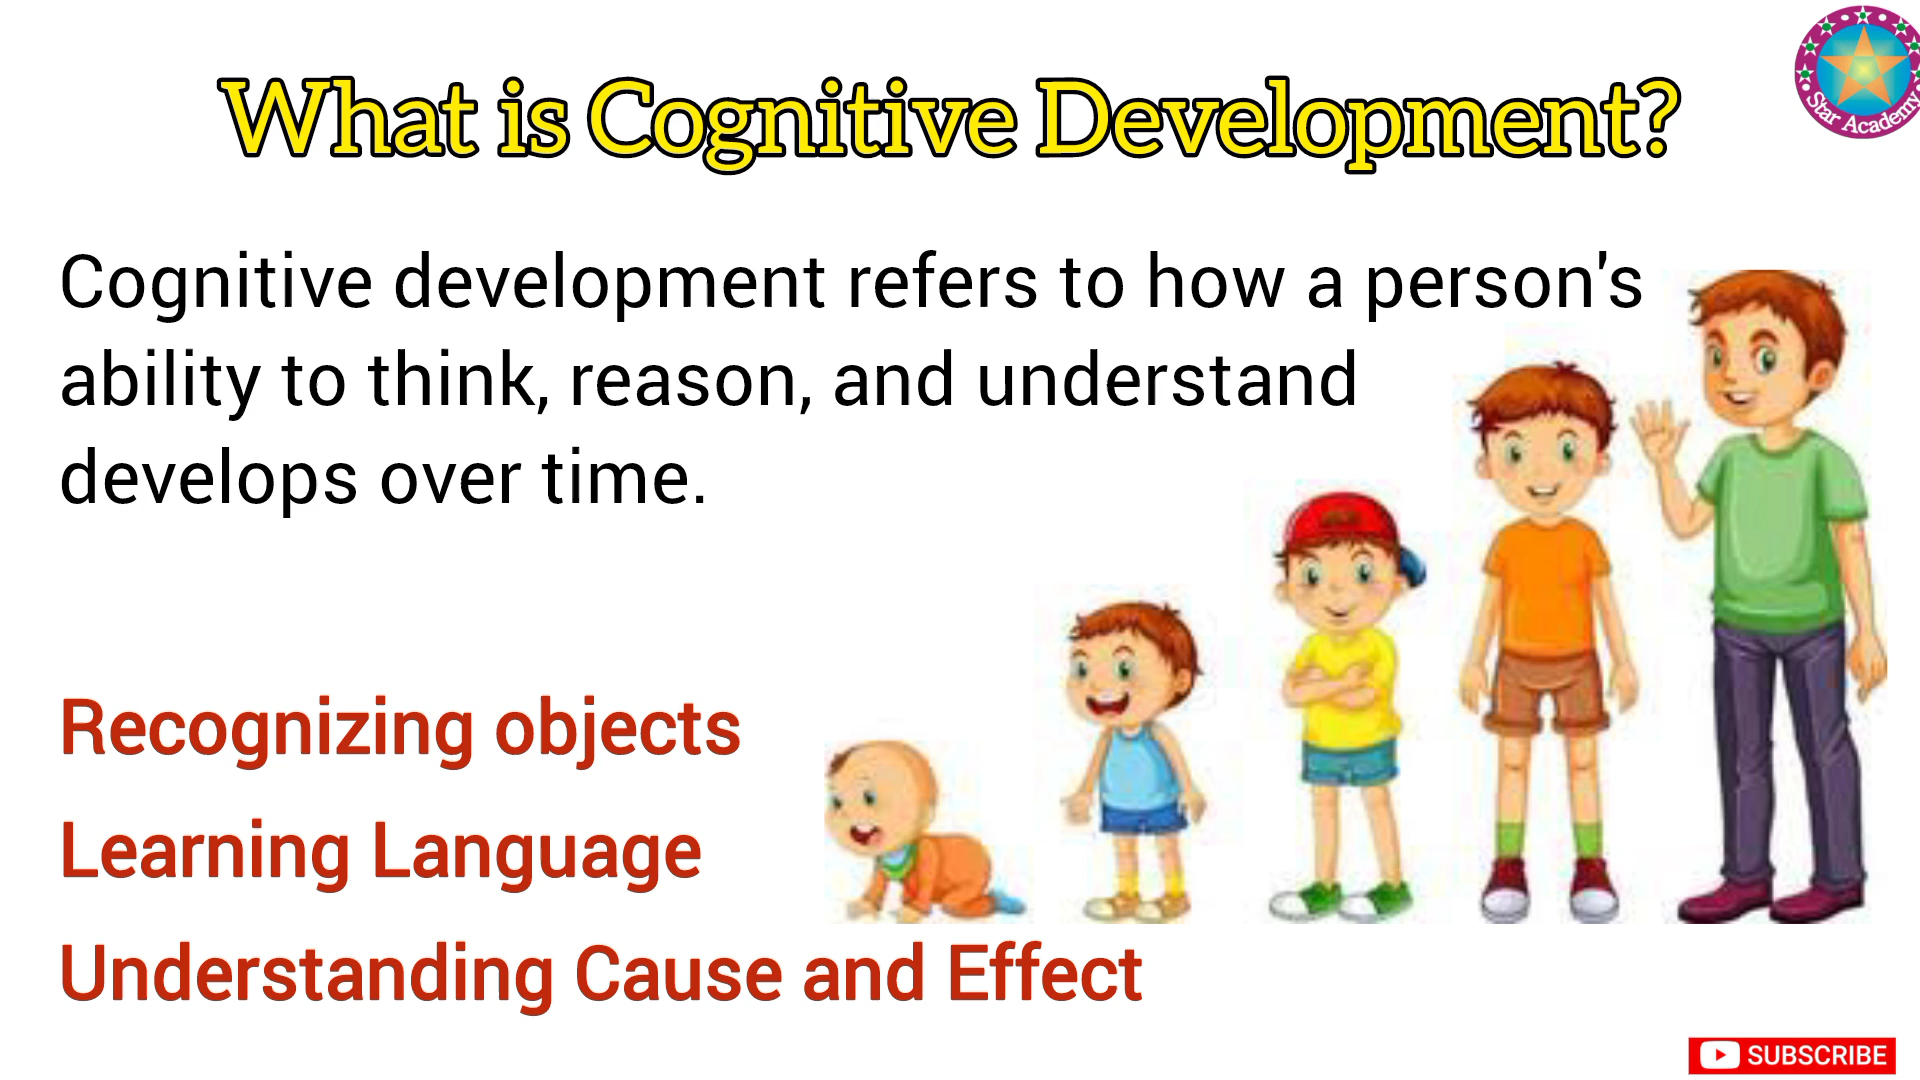 What is Cognitive Development?
Star Academy
Cognitive development refers to how a person's
ability to think, reason, and understand
develops over time.
Recognizing objects
Learning Language
Understanding Cause and Effect
SUBSCRIBE